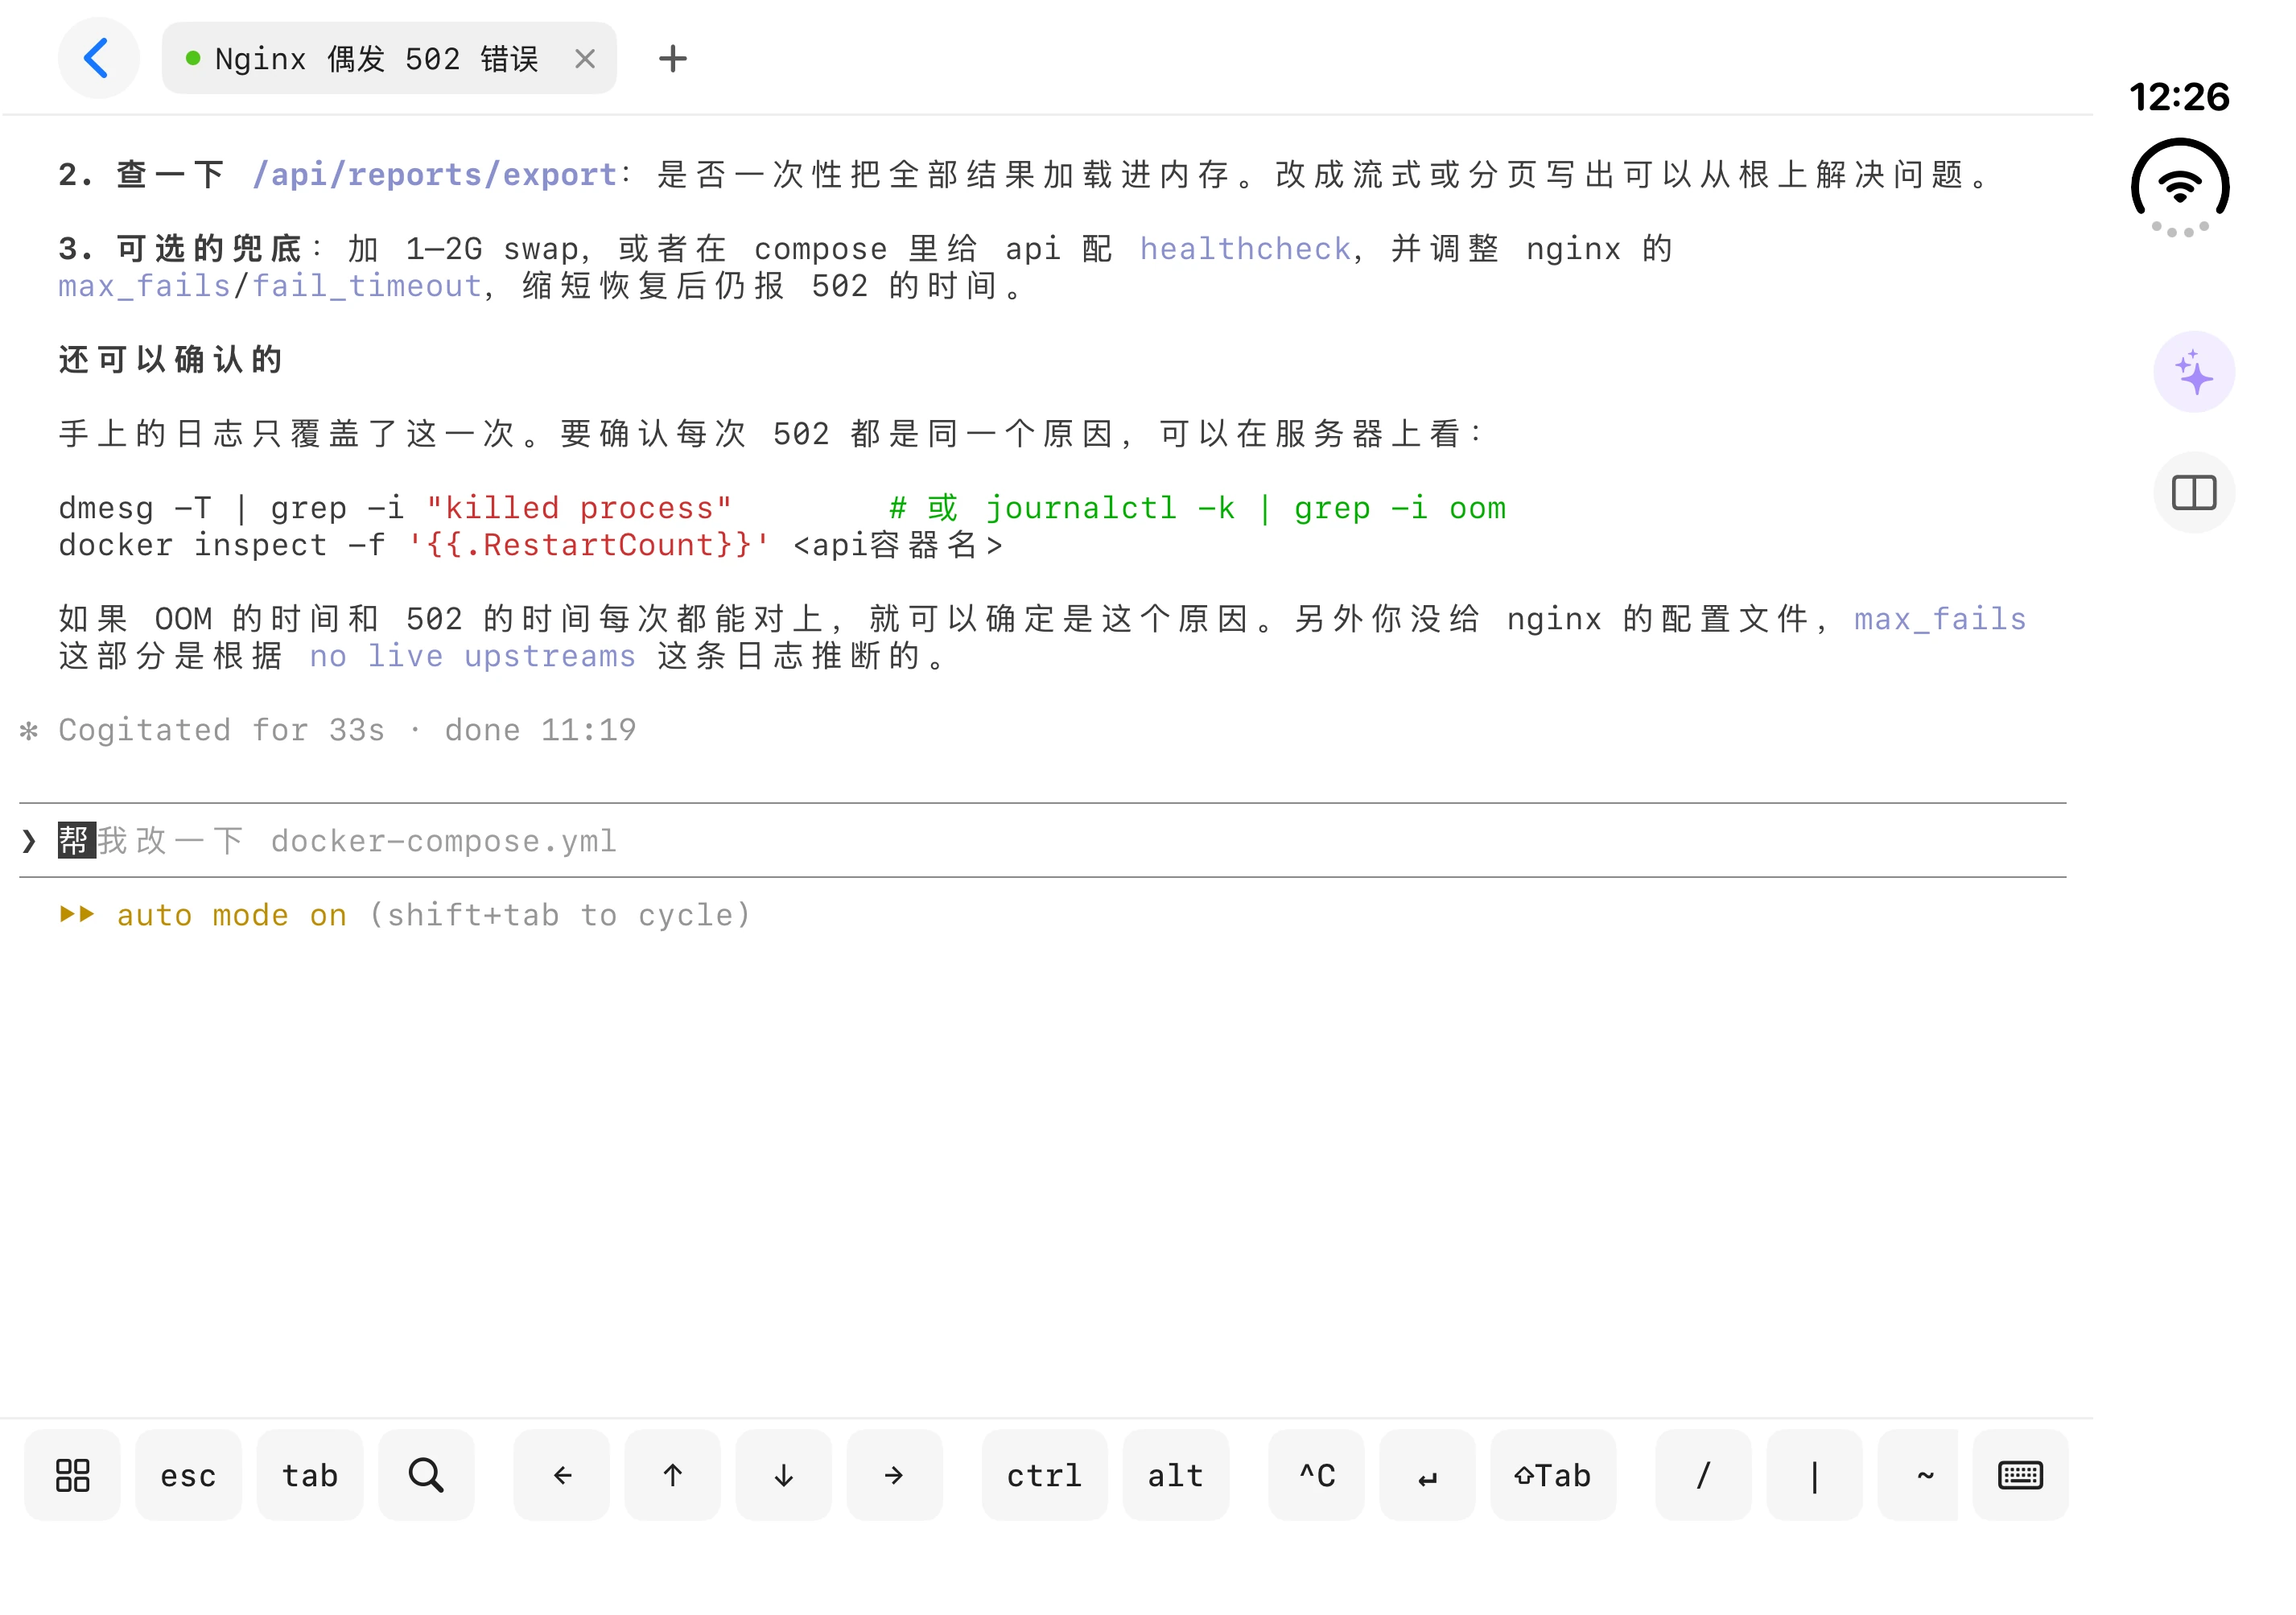 Nginx 偶发 502 错误
12:26
2. 查一下 /api/reports/export: 是否一次性把全部结果加载进内存。改成流式或分页写出可以从根上解决问题。
3. 可选的兜底: 加 1–2G swap, 或者在 compose 里给 api 配 healthcheck, 并调整 nginx 的
max_fails/fail_timeout, 缩短恢复后仍报 502 的时间。
还可以确认的
手上的日志只覆盖了这一次。要确认每次 502 都是同一个原因, 可以在服务器上看:
dmesg -T | grep -i "killed process" # 或 journalctl -k | grep -i oom
docker inspect -f '{{.RestartCount}}' <api容器名>
如果 OOM 的时间和 502 的时间每次都能对上, 就可以确定是这个原因。另外你没给 nginx 的配置文件, max_fails
这部分是根据 no live upstreams 这条日志推断的。
✻ Cogitated for 33s · done 11:19
❯ 帮我改一下 docker-compose.yml
⏵⏵ auto mode on (shift+tab to cycle)
esc tab ← ↑ ↓ → ctrl alt ^C ↵ ⇧Tab / | ~